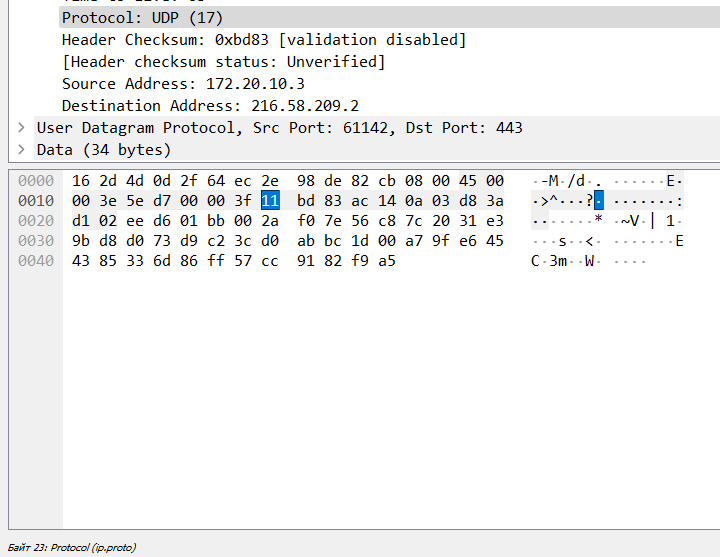 Protocol: UDP (17)
Header Checksum: 0xbd83 [validation disabled]
[Header checksum status: Unverified]
Source Address: 172.20.10.3
Destination Address: 216.58.209.2
> User Datagram Protocol, Src Port: 61142, Dst Port: 443
> Data (34 bytes)
0000 16 2d 4d 0d 2f 64 ec 2e 98 de 82 cb 08 00 45 00 ·-M·/d·. ······E·
0010 00 3e 5e d7 00 00 3f 11 bd 83 ac 14 0a 03 d8 3a ·>^···?· ·······:
0020 d1 02 ee d6 01 bb 00 2a f0 7e 56 c8 7c 20 31 e3 ·······* ·~V·| 1·
0030 9b d8 d0 73 d9 c2 3c d0 ab bc 1d 00 a7 9f e6 45 ···s··<· ·······E
0040 43 85 33 6d 86 ff 57 cc 91 82 f9 a5 C·3m··W· ····
Байт 23: Protocol (ip.proto)